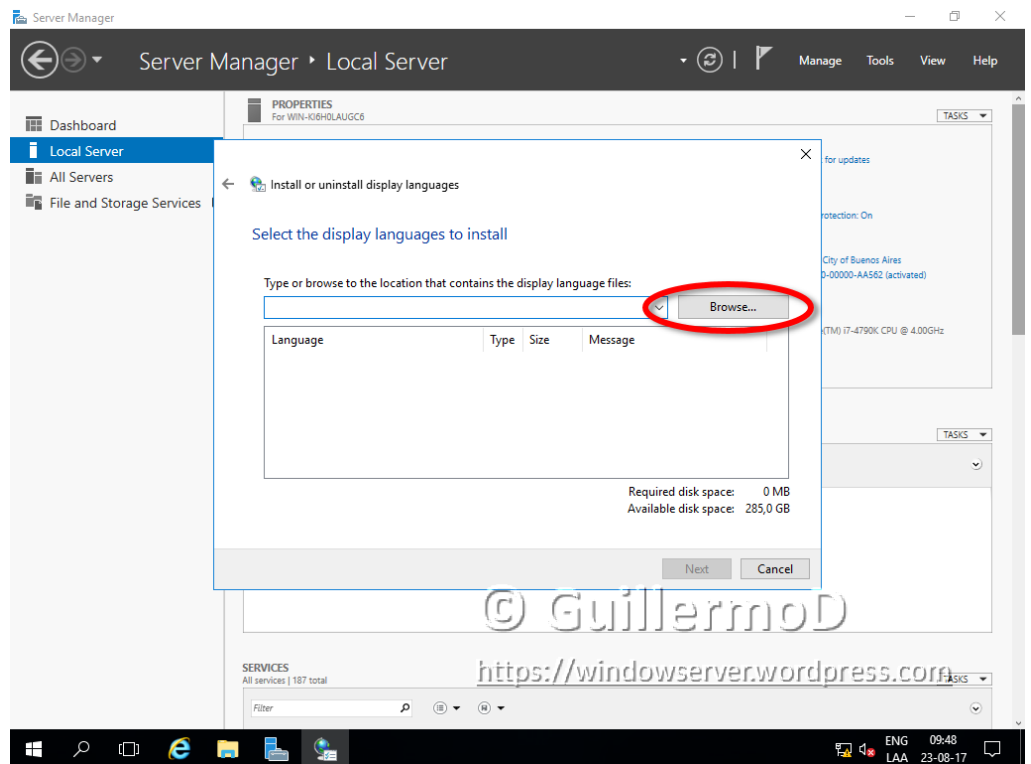 Server Manager
Server Manager • Local Server
Manage Tools View Help
Dashboard
Local Server
All Servers
File and Storage Services
PROPERTIES
For WIN-KI6H0LAUGC6
TASKS
for updates
rotection: On
City of Buenos Aires
0-00000-AA562 (activated)
(TM) i7-4790K CPU @ 4.00GHz
Install or uninstall display languages
Select the display languages to install
Type or browse to the location that contains the display language files:
Browse...
Language Type Size Message
Required disk space: 0 MB
Available disk space: 285,0 GB
Next Cancel
TASKS
© GuillermoD
https://windowserver.wordpress.com
SERVICES
All services | 187 total
TASKS
Filter
ENG 09:48
LAA 23-08-17